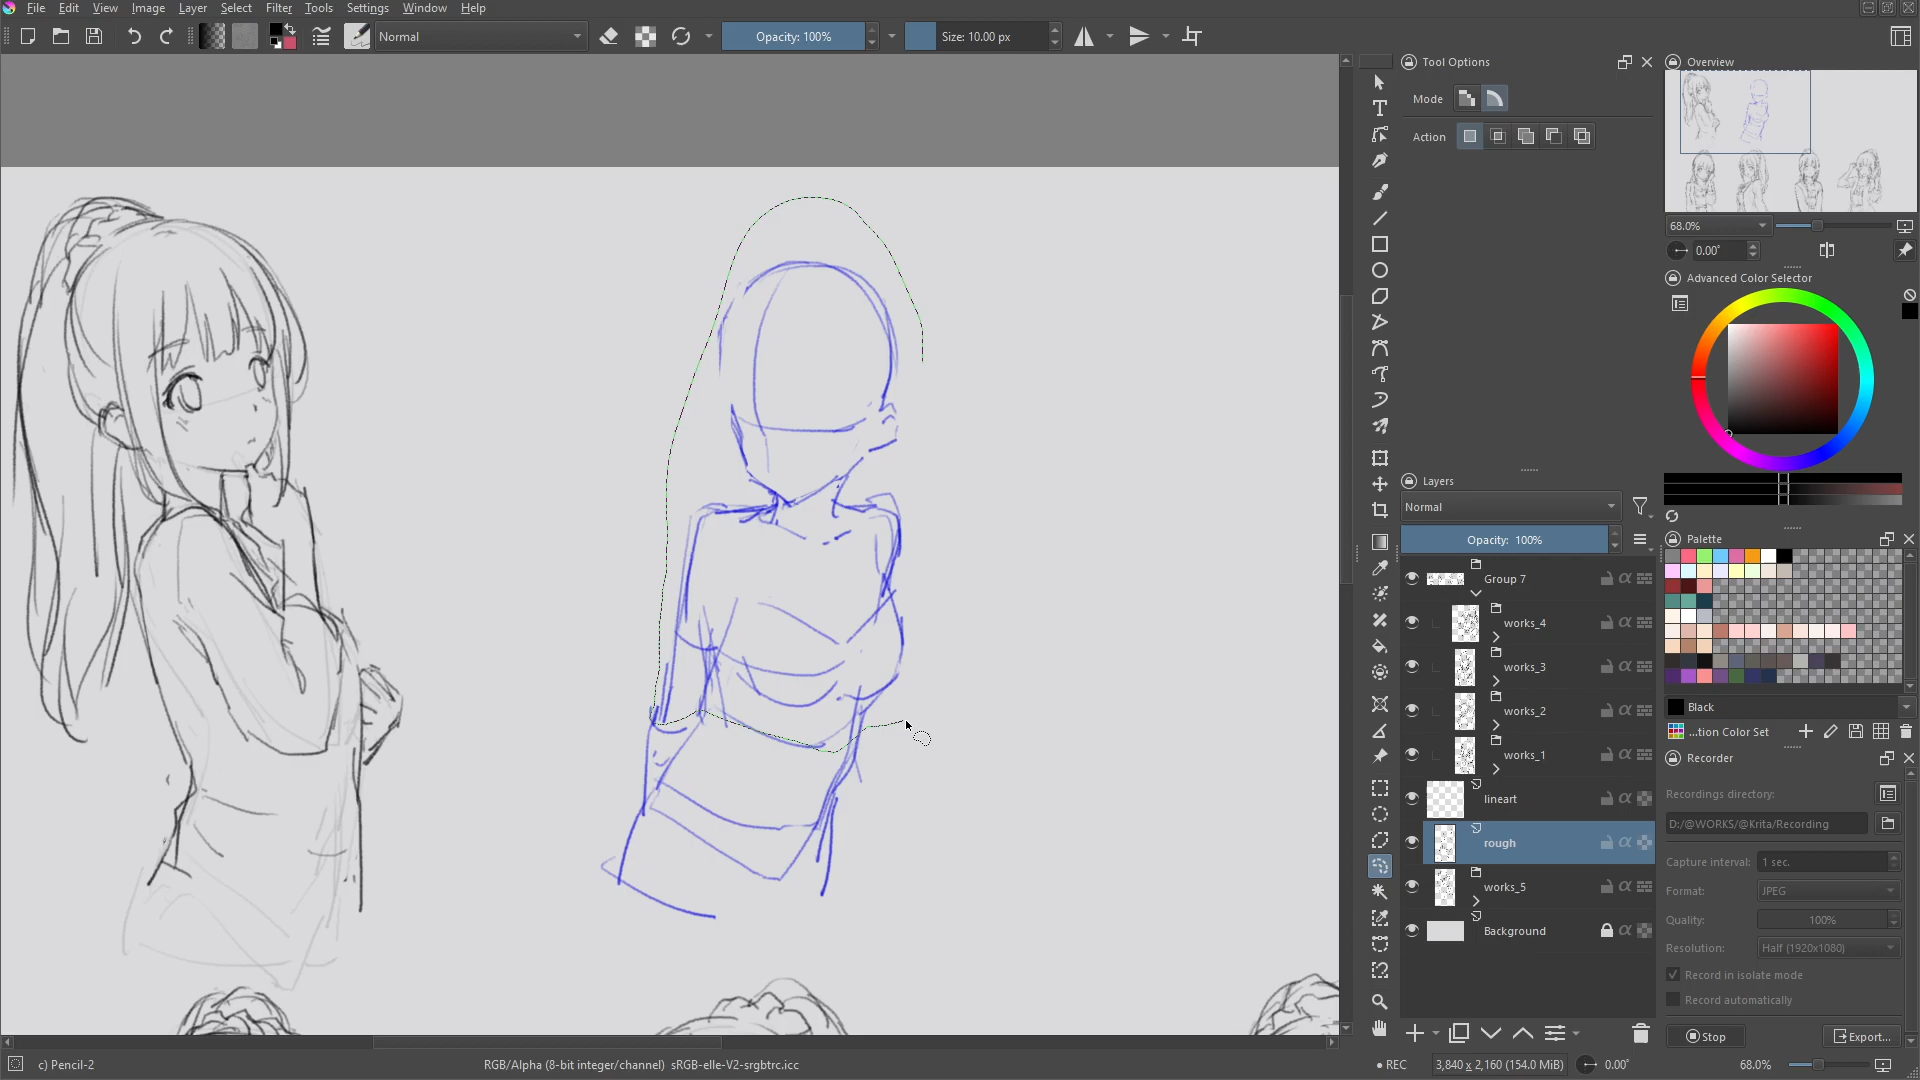 File Edit View Image Layer Select Filter Tools Settings Window Help
Normal
Opacity: 100%
Size: 10.00 px
Tool Options
Mode
Action
Overview
68.0%
0.00°
Advanced Color Selector
Layers
Normal
Opacity: 100%
Group 7
works_4
works_3
works_2
works_1
lineart
rough
works_5
Background
Palette
Black
...tion Color Set
Recorder
Recordings directory:
D:/@WORKS/@Krita/Recording
Capture interval: 1 sec.
Format: JPEG
Quality: 100%
Resolution: Half (1920x1080)
Record in isolate mode
Record automatically
Stop
Export...
c) Pencil-2
RGB/Alpha (8-bit integer/channel) sRGB-elle-V2-srgbtrc.icc
REC
3,840 x 2,160 (154.0 MiB)
0.00°
68.0%